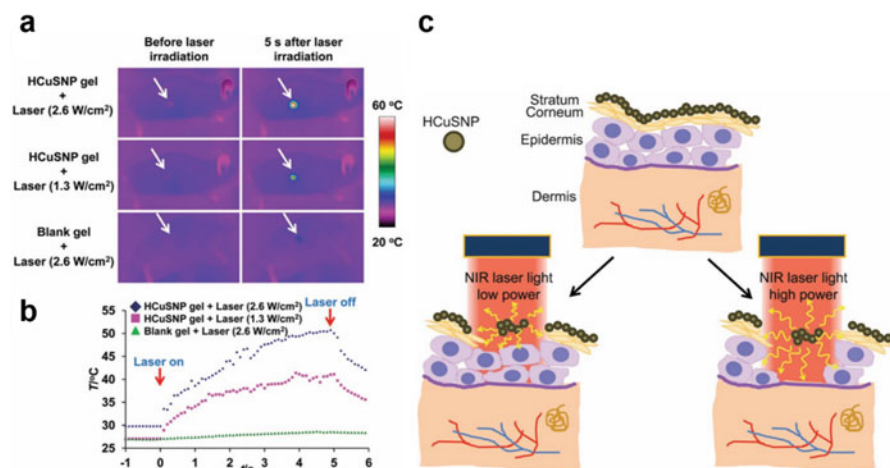 a
Before laser
irradiation
5 s after laser
irradiation
HCuSNP gel
+
Laser (2.6 W/cm²)
HCuSNP gel
+
Laser (1.3 W/cm²)
Blank gel
+
Laser (2.6 W/cm²)
60 °C
20 °C
b
HCuSNP gel + Laser (2.6 W/cm²)
HCuSNP gel + Laser (1.3 W/cm²)
Blank gel + Laser (2.6 W/cm²)
Laser on
Laser off
T/°C
55
50
45
40
35
30
25
-1 0 1 2 3 4 5 6
c
HCuSNP
Stratum
Corneum
Epidermis
Dermis
NIR laser light
low power
NIR laser light
high power